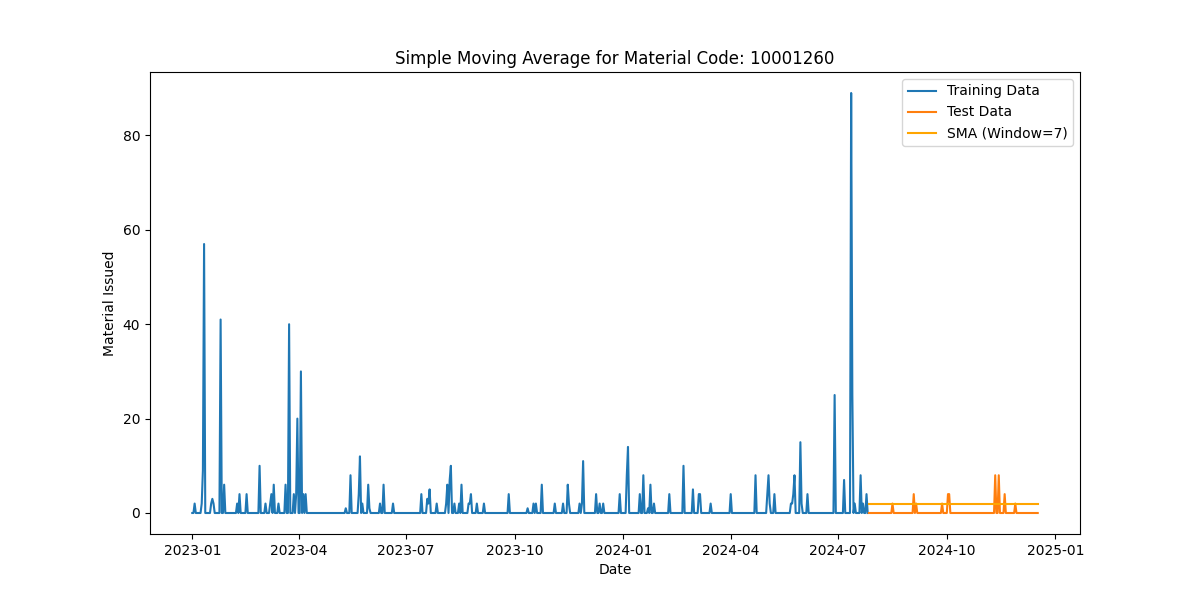 Simple Moving Average for Material Code: 10001260
Training Data
Test Data
SMA (Window=7)
Material Issued
80
60
40
20
0
2023-01 2023-04 2023-07 2023-10 2024-01 2024-04 2024-07 2024-10 2025-01
Date